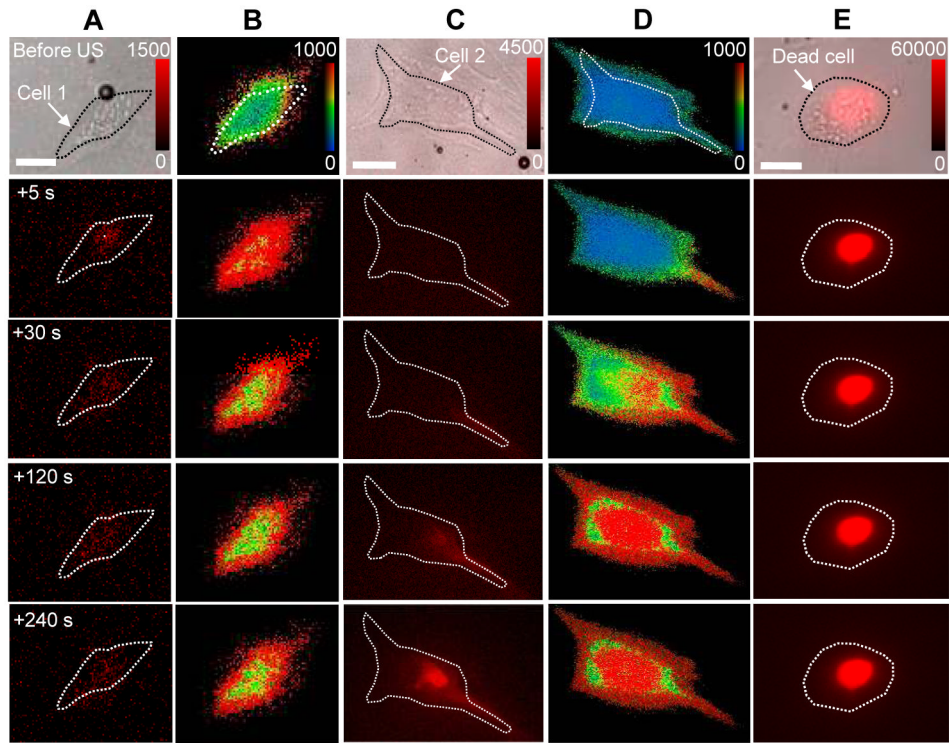 A B C D E
Before US 1500 1000 4500 1000 60000
Cell 1 Cell 2 Dead cell
0 0 0 0 0
+5 s
+30 s
+120 s
+240 s